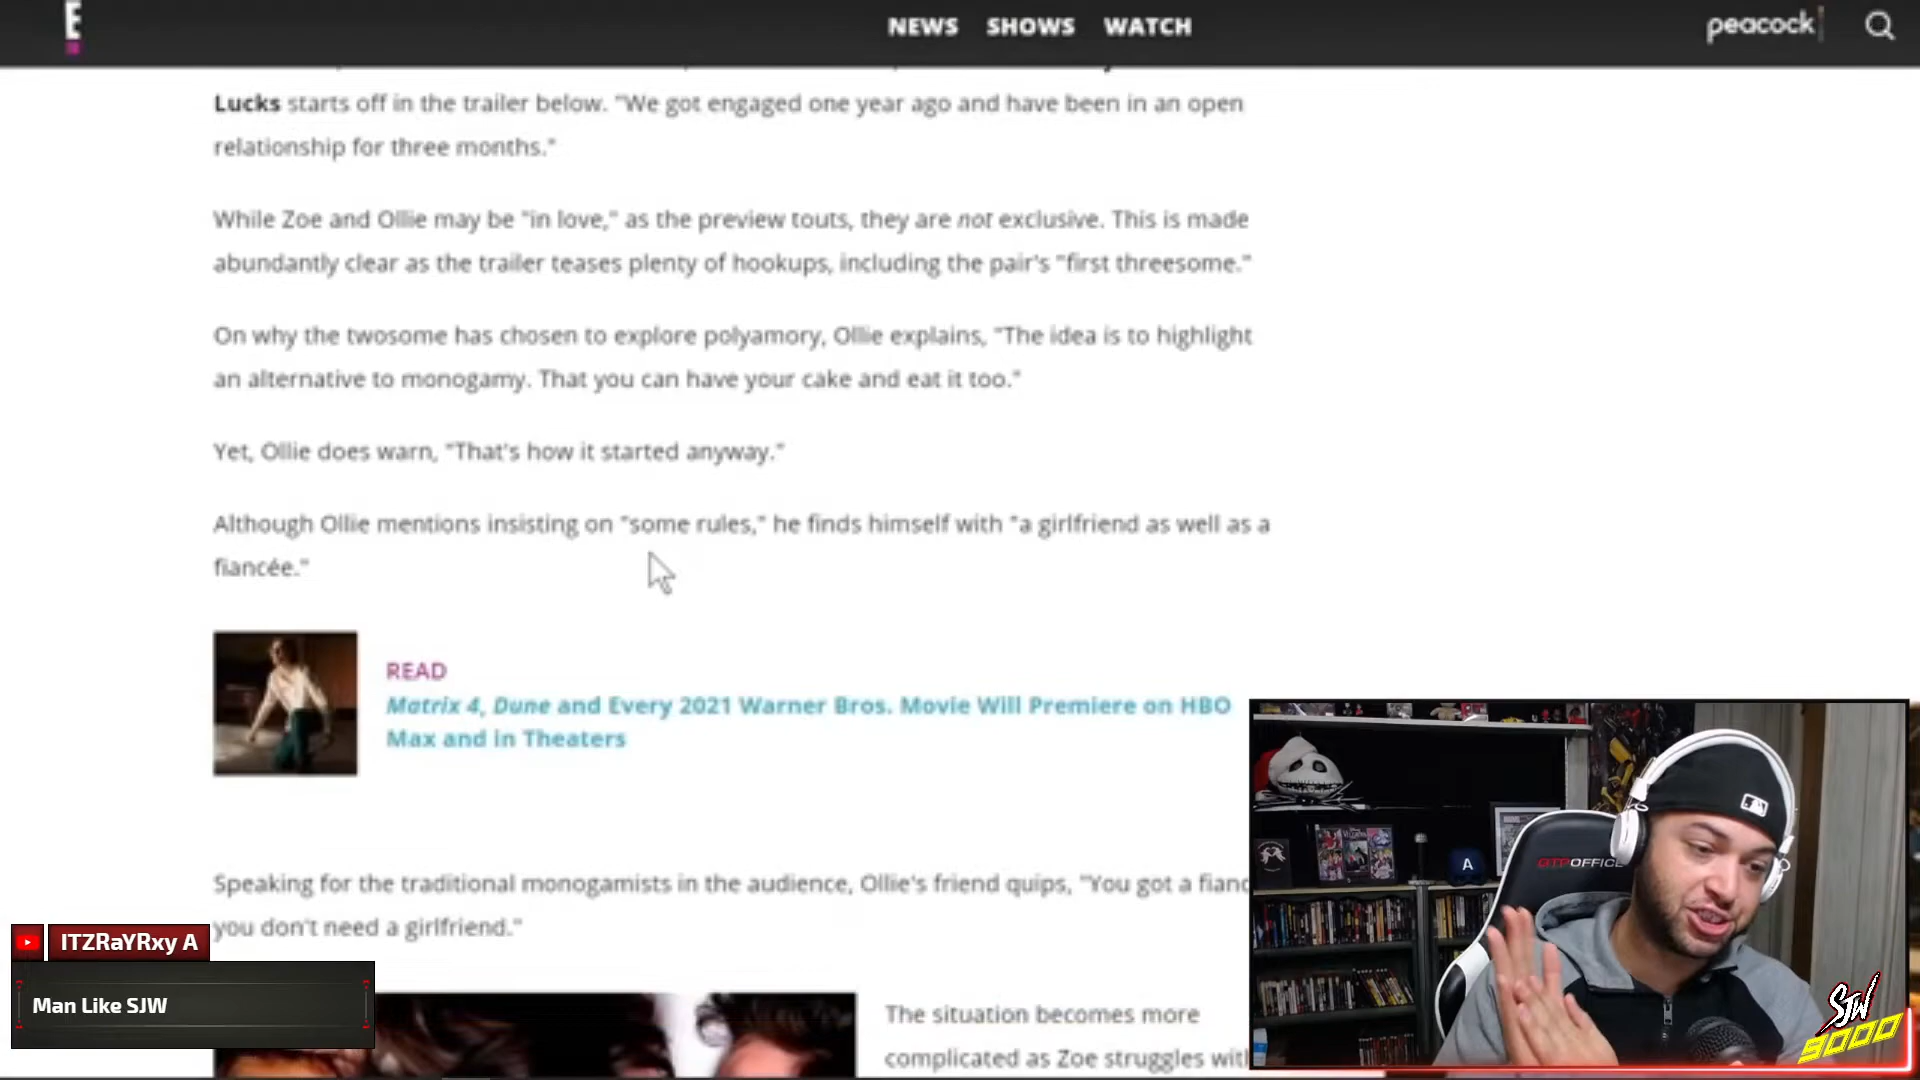 E!
NEWS SHOWS WATCH
peacock
Lucks starts off in the trailer below. "We got engaged one year ago and have been in an open
relationship for three months."
While Zoe and Ollie may be "in love," as the preview touts, they are not exclusive. This is made
abundantly clear as the trailer teases plenty of hookups, including the pair's "first threesome."
On why the twosome has chosen to explore polyamory, Ollie explains, "The idea is to highlight
an alternative to monogamy. That you can have your cake and eat it too."
Yet, Ollie does warn, "That's how it started anyway."
Although Ollie mentions insisting on "some rules," he finds himself with "a girlfriend as well as a
fiancée."
READ
Matrix 4, Dune and Every 2021 Warner Bros. Movie Will Premiere on HBO
Max and in Theaters
Speaking for the traditional monogamists in the audience, Ollie's friend quips, "You got a fianc
you don't need a girlfriend."
The situation becomes more
complicated as Zoe struggles with
ITZRaYRxy A
Man Like SJW
A
GTPOFFICE
SJW
9000